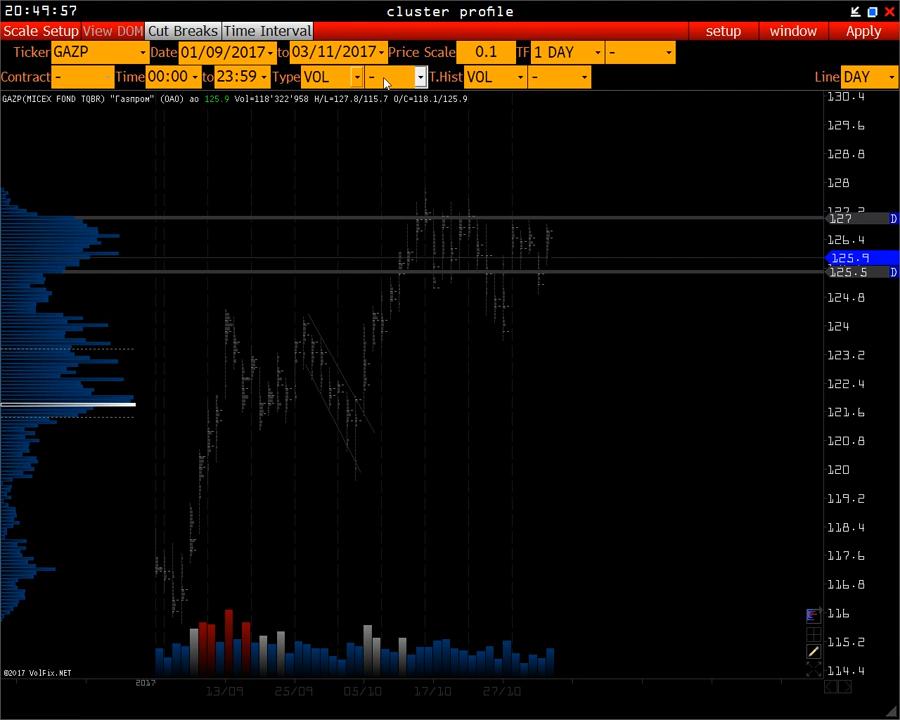 20:49:57
cluster profile
Scale Setup View DOM Cut Breaks Time Interval setup window Apply
Ticker GAZP Date 01/09/2017 to 03/11/2017 Price Scale 0.1 TF 1 DAY -
Contract - Time 00:00 to 23:59 Type VOL - T.Hist VOL - Line DAY
GAZP(MICEX FOND TQBR) "Газпром" (ОАО) ао 125.9 Vol=118'322'958 H/L=127.8/115.7 O/C=118.1/125.9
130.4
129.6
128.8
128
127.2
127 D
126.4
125.9
125.5 D
124.8
124
123.2
122.4
121.6
120.8
120
119.2
118.4
117.6
116.8
116
115.2
114.4
©2017 VolFix.NET
2017
13/09 25/09 05/10 17/10 27/10